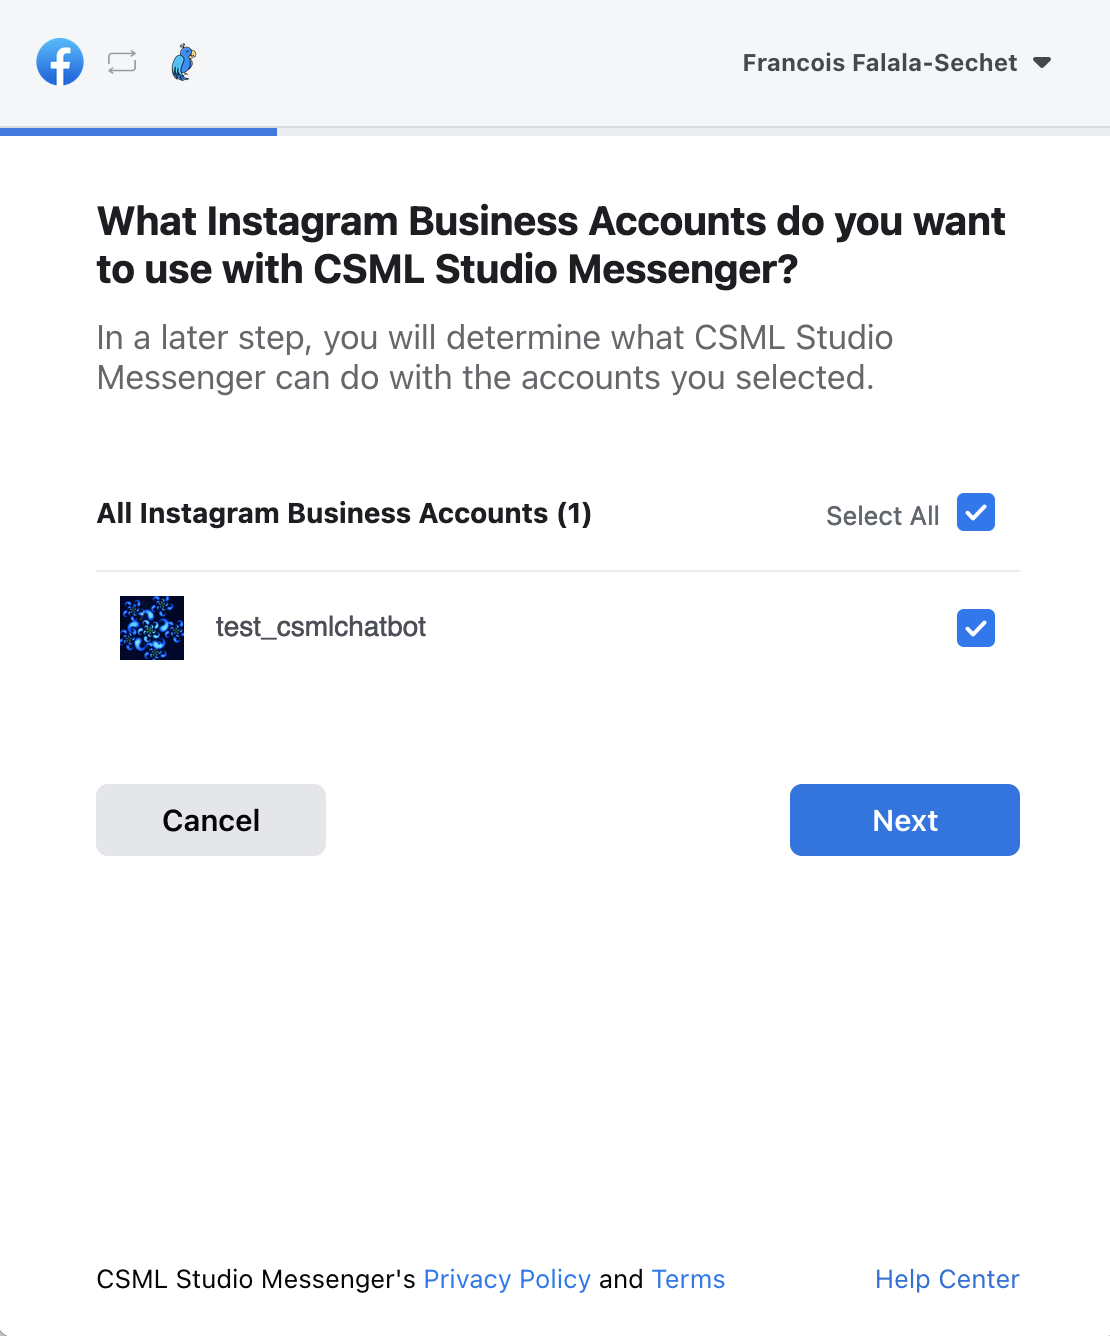 Francois Falala-Sechet
What Instagram Business Accounts do you want
to use with CSML Studio Messenger?
In a later step, you will determine what CSML Studio
Messenger can do with the accounts you selected.
All Instagram Business Accounts (1)
Select All
test_csmlchatbot
Cancel
Next
CSML Studio Messenger's Privacy Policy and Terms
Help Center